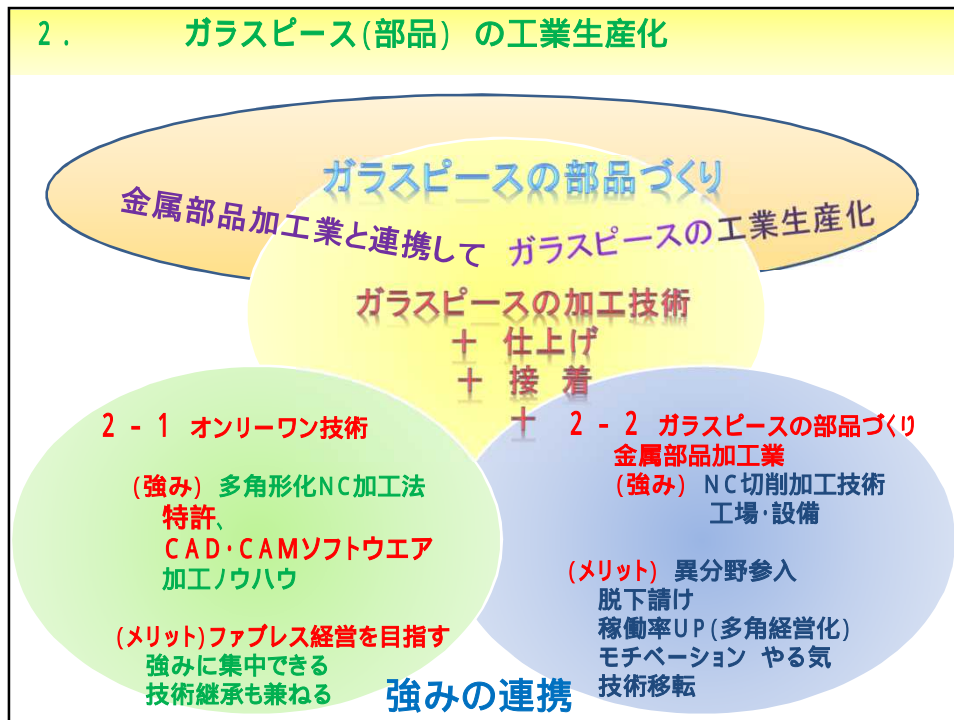 2. ガラスピース(部品) の工業生産化
ガラスピースの部品づくり
金属部品加工業と連携して ガラスピースの工業生産化
ガラスピースの加工技術
+ 仕上げ
+ 接 着
+
2-1 オンリーワン技術
(強み) 多角形化NC加工法
特許、
CAD・CAMソフトウエア
加工ノウハウ
(メリット)ファブレス経営を目指す
強みに集中できる
技術継承も兼ねる
2-2 ガラスピースの部品づくり
金属部品加工業
(強み) NC切削加工技術
工場・設備
(メリット) 異分野参入
脱下請け
稼働率UP(多角経営化)
モチベーション やる気
技術移転
強みの連携